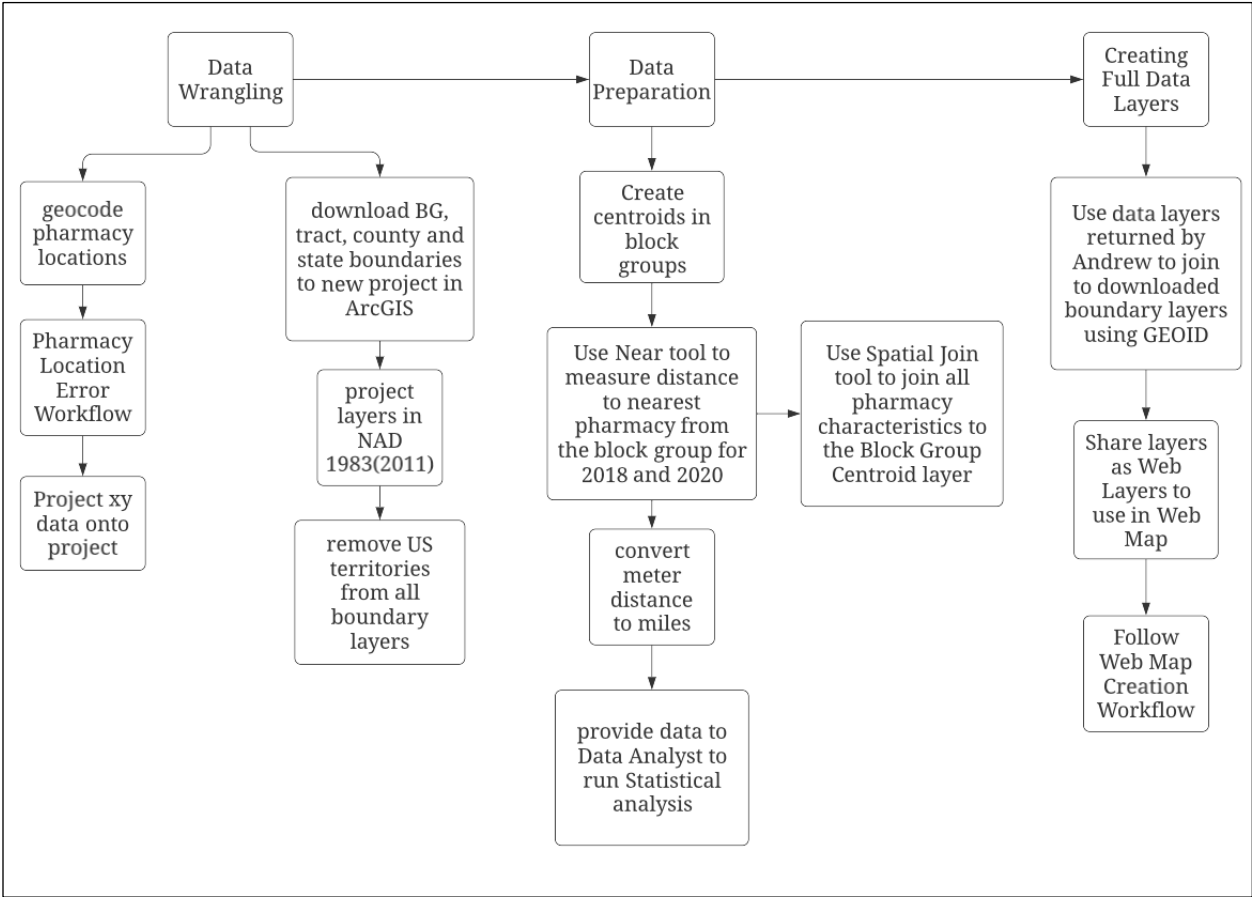 Data
Wrangling
Data
Preparation
Creating
Full Data
Layers
geocode
pharmacy
locations
Pharmacy
Location
Error
Workflow
Project xy
data onto
project
download BG,
tract, county and
state boundaries
to new project in
ArcGIS
project
layers in
NAD
1983(2011)
remove US
territories
from all
boundary
layers
Create
centroids in
block
groups
Use Near tool to
measure distance
to nearest
pharmacy from
the block group for
2018 and 2020
Use Spatial Join
tool to join all
pharmacy
characteristics to
the Block Group
Centroid layer
convert
meter
distance
to miles
provide data to
Data Analyst to
run Statistical
analysis
Use data layers
returned by
Andrew to join
to downloaded
boundary layers
using GEOID
Share layers
as Web
Layers to
use in Web
Map
Follow
Web Map
Creation
Workflow